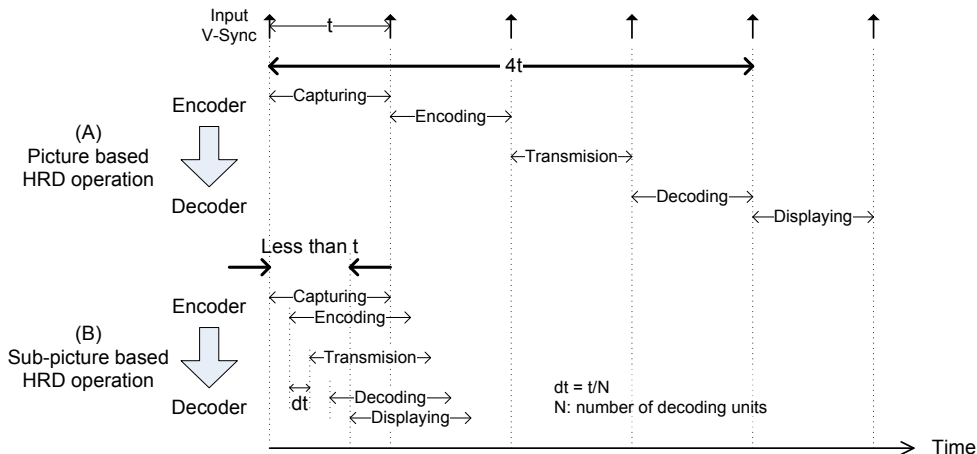 Input
V-Sync
t
4t
Capturing
Encoder
Encoding
(A)
Picture based
HRD operation
Transmision
Decoder
Decoding
Displaying
Less than t
Capturing
Encoder
Encoding
(B)
Sub-picture based
HRD operation
Transmision
dt
Decoding
Decoder
Displaying
dt = t/N
N: number of decoding units
Time